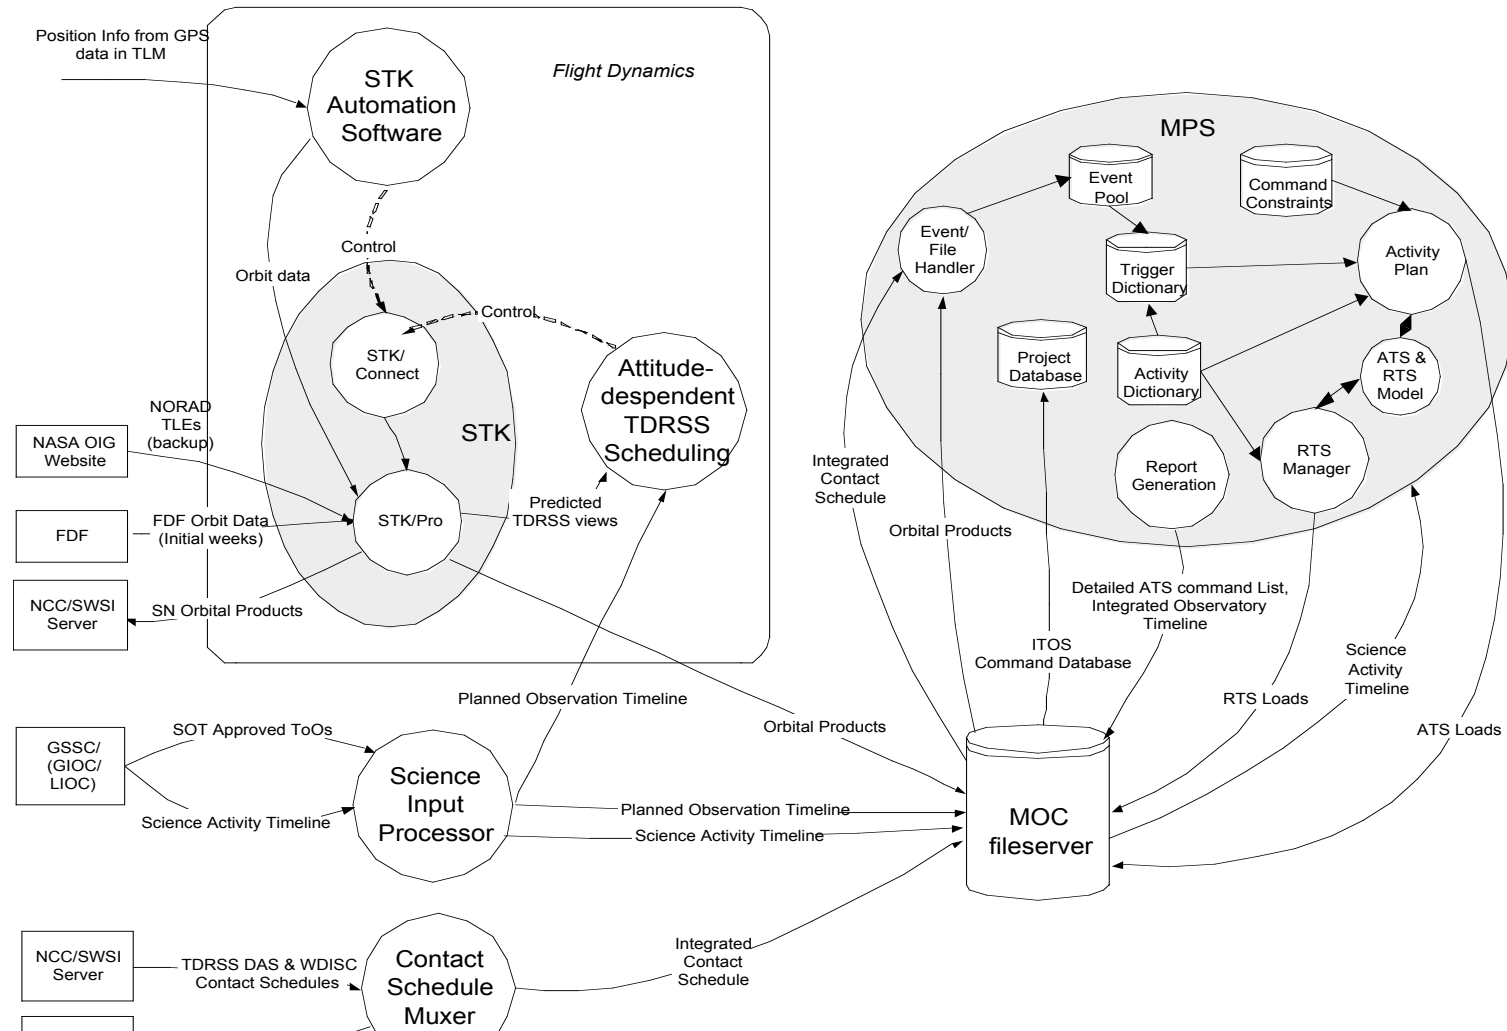 Position Info from GPS
data in TLM
STK
Automation
Software
Flight Dynamics
Control
Orbit data
Control
STK/
Connect
STK
Attitude-
despendent
TDRSS
Scheduling
NORAD
TLEs
(backup)
NASA OIG
Website
FDF
FDF Orbit Data
(Initial weeks)
STK/Pro
Predicted
TDRSS views
NCC/SWSI
Server
SN Orbital Products
MPS
Event
Pool
Command
Constraints
Event/
File
Handler
Trigger
Dictionary
Activity
Plan
Project
Database
Activity
Dictionary
ATS &
RTS
Model
Report
Generation
RTS
Manager
Integrated
Contact
Schedule
Orbital Products
Detailed ATS command List,
Integrated Observatory
Timeline
ITOS
Command Database
Science
Activity
Timeline
RTS Loads
ATS Loads
Planned Observation Timeline
Orbital Products
GSSC/
(GIOC/
LIOC)
SOT Approved ToOs
Science Activity Timeline
Science
Input
Processor
Planned Observation Timeline
Science Activity Timeline
MOC
fileserver
NCC/SWSI
Server
TDRSS DAS & WDISC
Contact Schedules
Contact
Schedule
Muxer
Integrated
Contact
Schedule